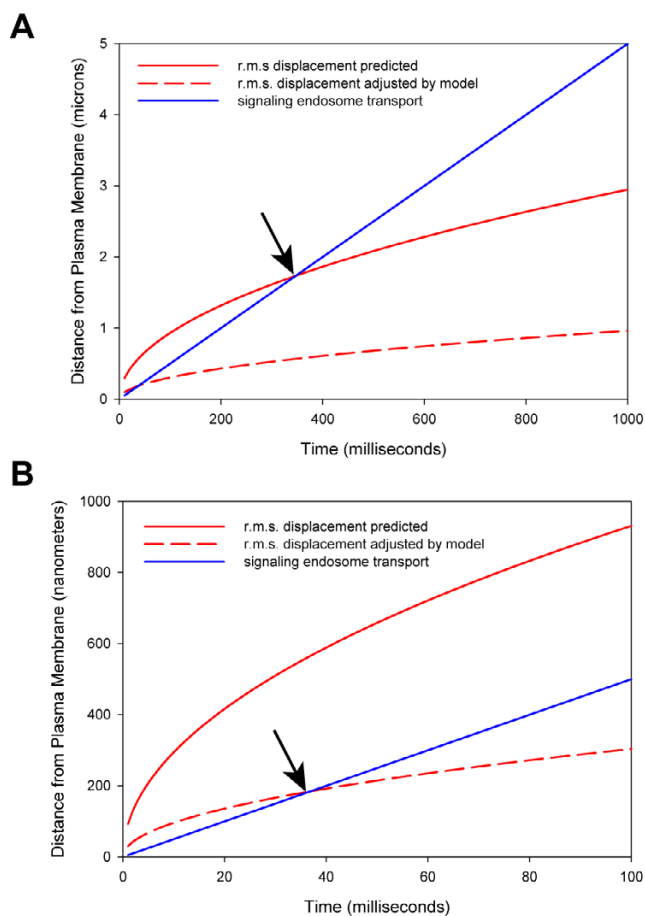 A
5
4
3
2
1
0
0 200 400 600 800 1000
Distance from Plasma Membrane (microns)
Time (milliseconds)
r.m.s displacement predicted
r.m.s. displacement adjusted by model
signaling endosome transport
B
1000
800
600
400
200
0
0 20 40 60 80 100
Distance from Plasma Membrane (nanometers)
Time (milliseconds)
r.m.s. displacement predicted
r.m.s. displacement adjusted by model
signaling endosome transport